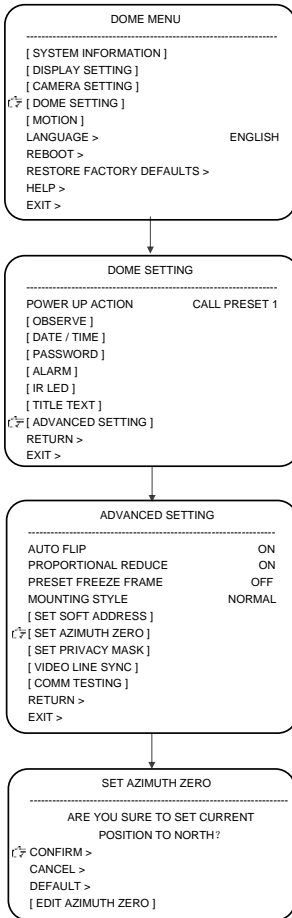 DOME MENU
[ SYSTEM INFORMATION ]
[ DISPLAY SETTING ]
[ CAMERA SETTING ]
[ DOME SETTING ]
[ MOTION ]
LANGUAGE > ENGLISH
REBOOT >
RESTORE FACTORY DEFAULTS >
HELP >
EXIT >
DOME SETTING
POWER UP ACTION CALL PRESET 1
[ OBSERVE ]
[ DATE / TIME ]
[ PASSWORD ]
[ ALARM ]
[ IR LED ]
[ TITLE TEXT ]
[ ADVANCED SETTING ]
RETURN >
EXIT >
ADVANCED SETTING
AUTO FLIP ON
PROPORTIONAL REDUCE ON
PRESET FREEZE FRAME OFF
MOUNTING STYLE NORMAL
[ SET SOFT ADDRESS ]
[ SET AZIMUTH ZERO ]
[ SET PRIVACY MASK ]
[ VIDEO LINE SYNC ]
[ COMM TESTING ]
RETURN >
EXIT >
SET AZIMUTH ZERO
ARE YOU SURE TO SET CURRENT
POSITION TO NORTH？
CONFIRM >
CANCEL >
DEFAULT >
[ EDIT AZIMUTH ZERO ]